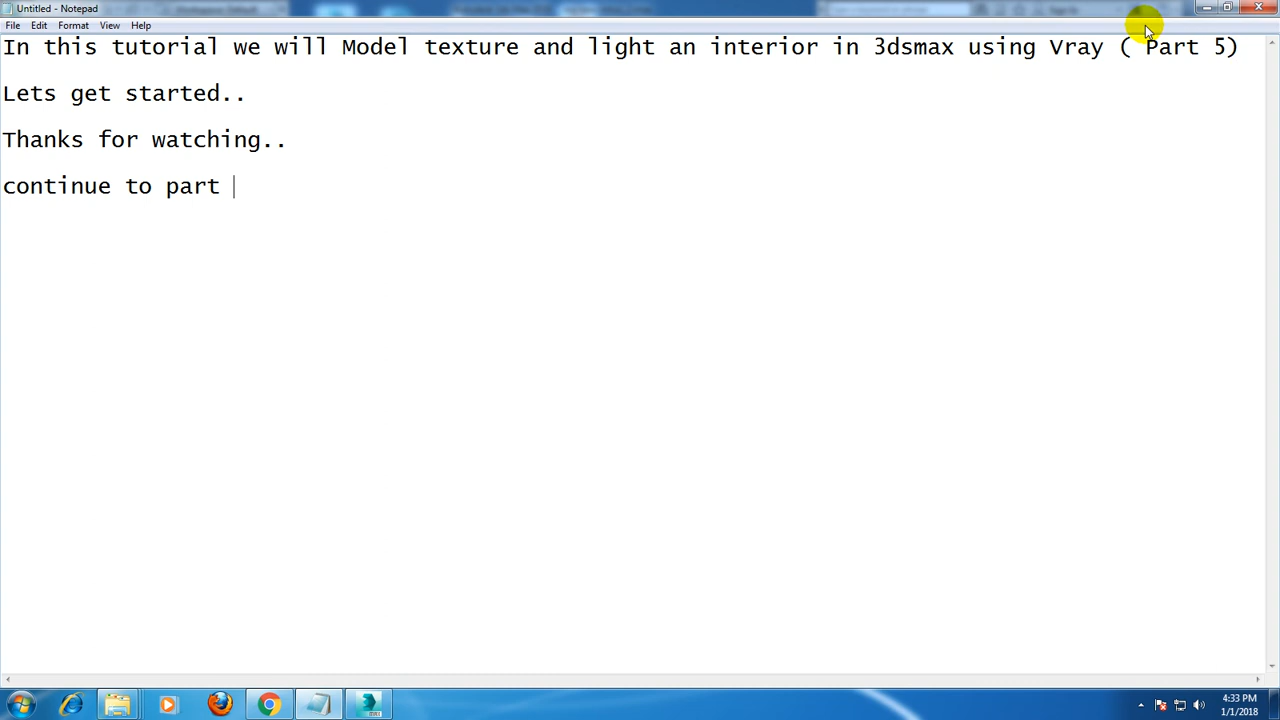 Untitled - Notepad
File Edit Format View Help
In this tutorial we will Model texture and light an interior in 3dsmax using Vray ( Part 5)
Lets get started..
Thanks for watching..
continue to part
4:33 PM
1/1/2018